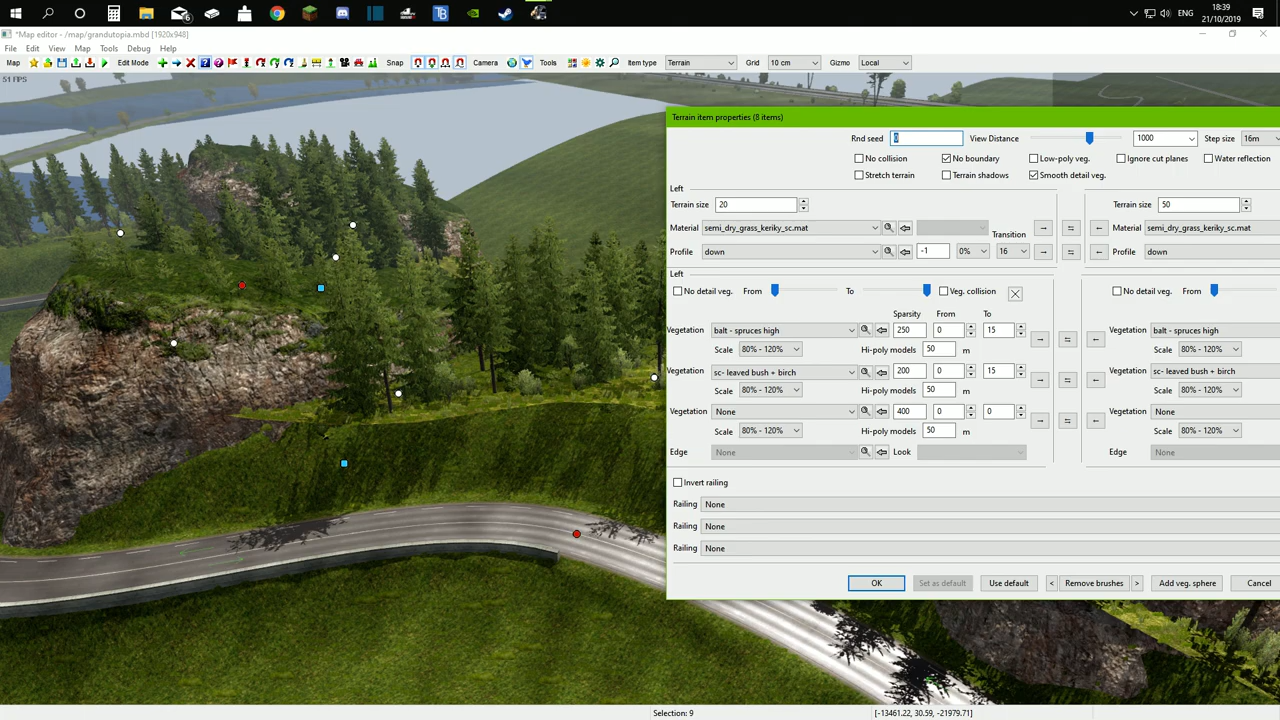 18:39
ENG
21/10/2019
6
TB
*Map editor - /map/grandutopia.mbd [1920x948]
File Edit View Map Tools Debug Help
Map Edit Mode Snap Camera Tools Item type Terrain Grid 10 cm Gizmo Local
51 FPS
Terrain item properties (8 items)
Rnd seed 0 View Distance 1000 Step size 16m
No collision No boundary Low-poly veg. Ignore cut planes Water reflection
Stretch terrain Terrain shadows Smooth detail veg.
Left
Terrain size 20 Terrain size 50
Material semi_dry_grass_keriky_sc.mat Transition Material semi_dry_grass_keriky_sc.mat
Profile down -1 0% 16 Profile down
Left
No detail veg. From To Veg. collision No detail veg. From
Sparsity From To
Vegetation balt - spruces high 250 0 15 Vegetation balt - spruces high
Scale 80% - 120% Hi-poly models 50 m Scale 80% - 120%
Vegetation sc- leaved bush + birch 200 0 15 Vegetation sc- leaved bush + birch
Scale 80% - 120% Hi-poly models 50 m Scale 80% - 120%
Vegetation None 400 0 0 Vegetation None
Scale 80% - 120% Hi-poly models 50 m Scale 80% - 120%
Edge None Look Edge None
Invert railing
Railing None
Railing None
Railing None
OK Set as default Use default < Remove brushes > Add veg. sphere Cancel
Selection: 9 [-13461.22, 30.59, -21979.71]